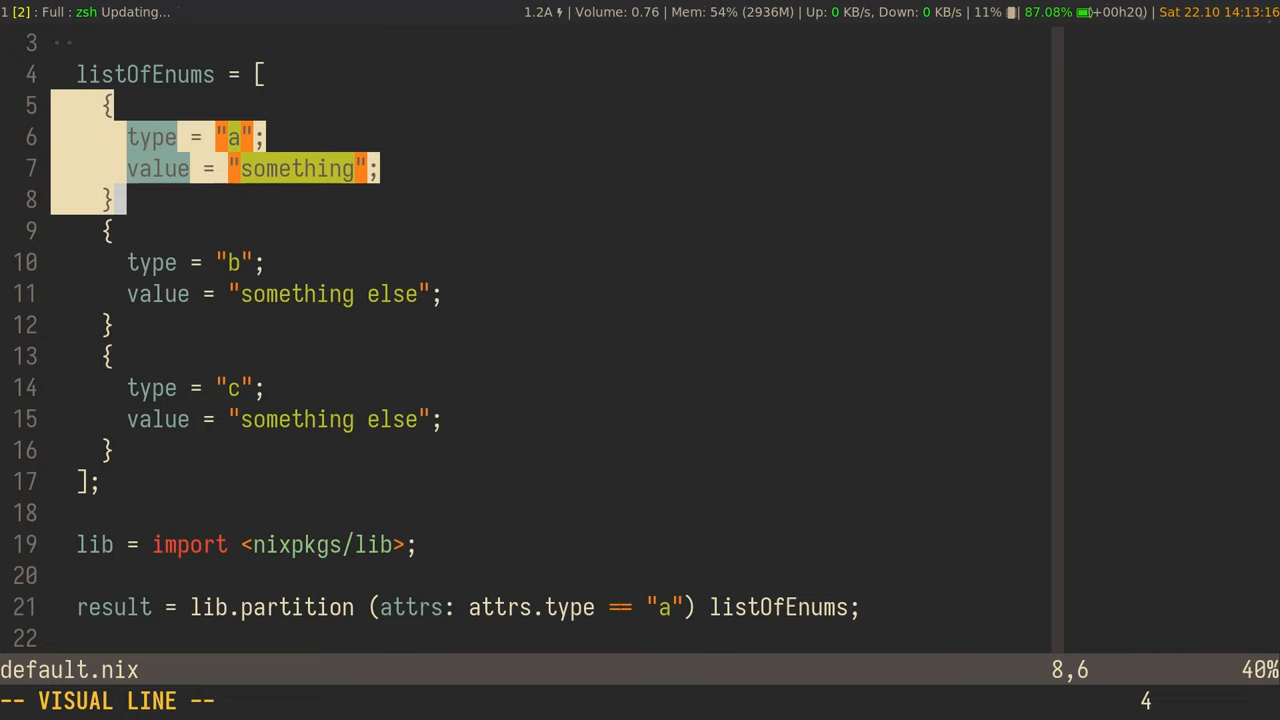 1 [2] : Full : zsh Updating... 1.2A ⚡ | Volume: 0.76 | Mem: 54% (2936M) | Up: 0 KB/s, Down: 0 KB/s | 11% | 87.08% +00h20) | Sat 22.10 14:13:16
3 ··
4 listOfEnums = [
5 {
6 type = "a";
7 value = "something";
8 }
9 {
10 type = "b";
11 value = "something else";
12 }
13 {
14 type = "c";
15 value = "something else";
16 }
17 ];
18
19 lib = import <nixpkgs/lib>;
20
21 result = lib.partition (attrs: attrs.type == "a") listOfEnums;
22
default.nix 8,6 40%
-- VISUAL LINE -- 4